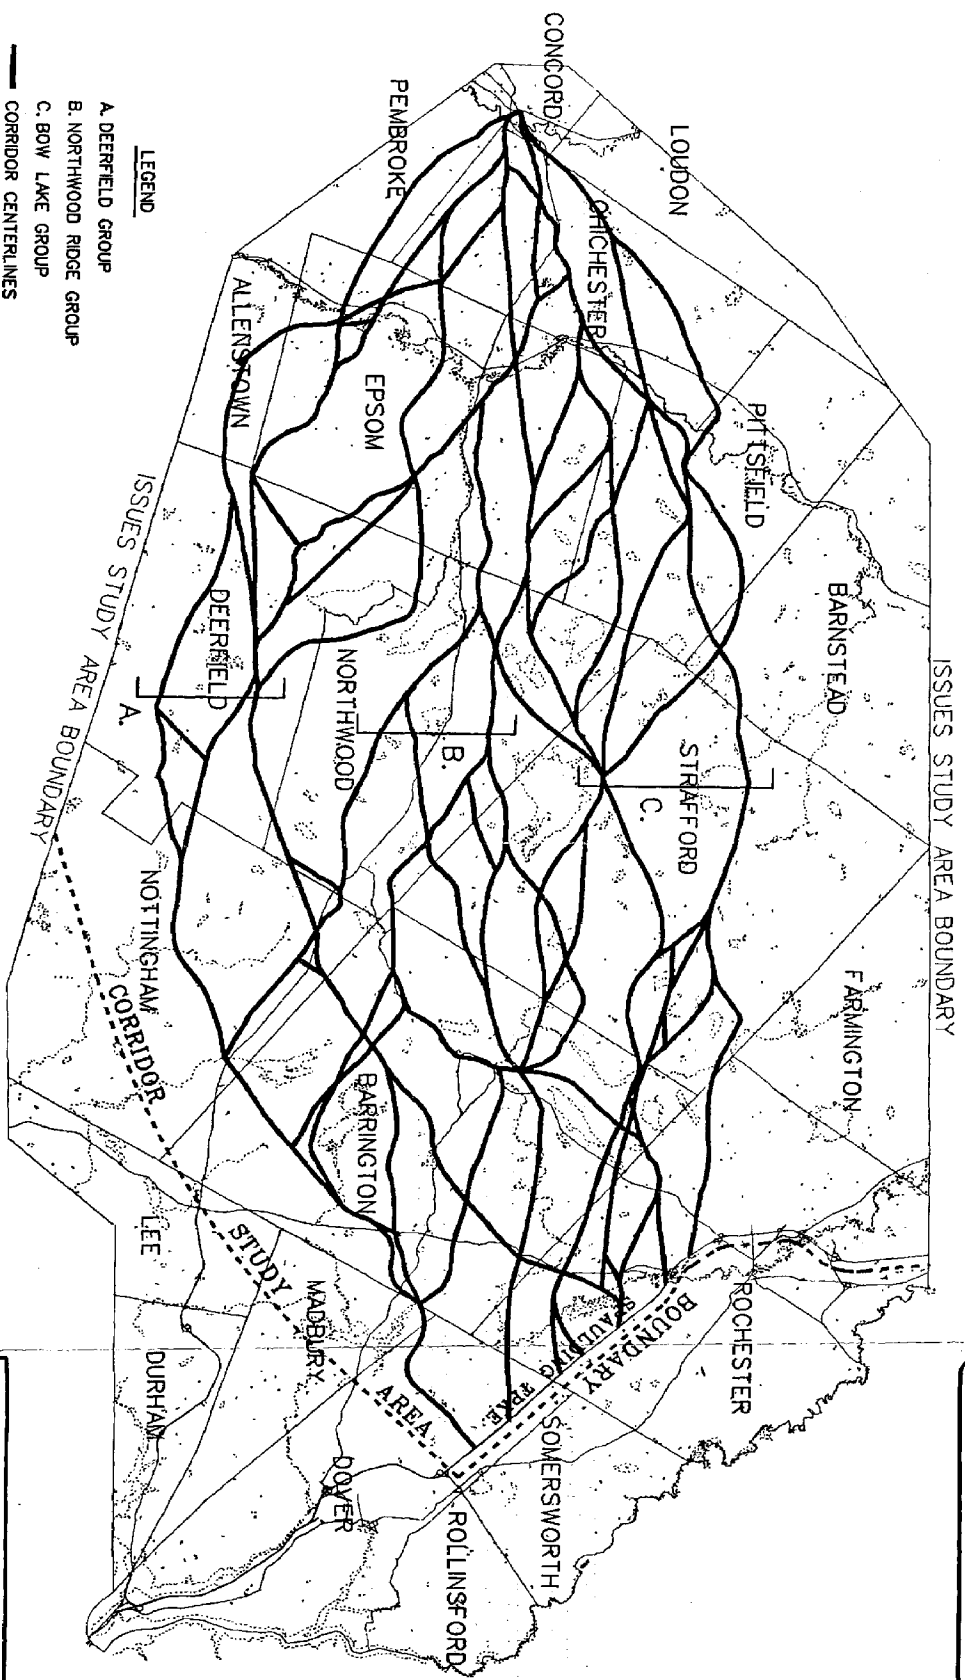 ISSUES STUDY AREA BOUNDARY
LOUDON
CONCORD
CHICHESTER
PITTSFIELD
BARNSTEAD
FARMINGTON
STRAFFORD
C.
ROCHESTER
PEMBROKE
EPSOM
NORTHWOOD
B.
BARRINGTON
ALLENSTOWN
DEERFIELD
A.
NOTTINGHAM
LEE
MADBURY
DURHAM
DOVER
SOMERSWORTH
ROLLINSFORD
SPAULDING TPKE.
CORRIDOR STUDY AREA BOUNDARY
ISSUES STUDY AREA BOUNDARY
LEGEND
A. DEERFIELD GROUP
B. NORTHWOOD RIDGE GROUP
C. BOW LAKE GROUP
CORRIDOR CENTERLINES